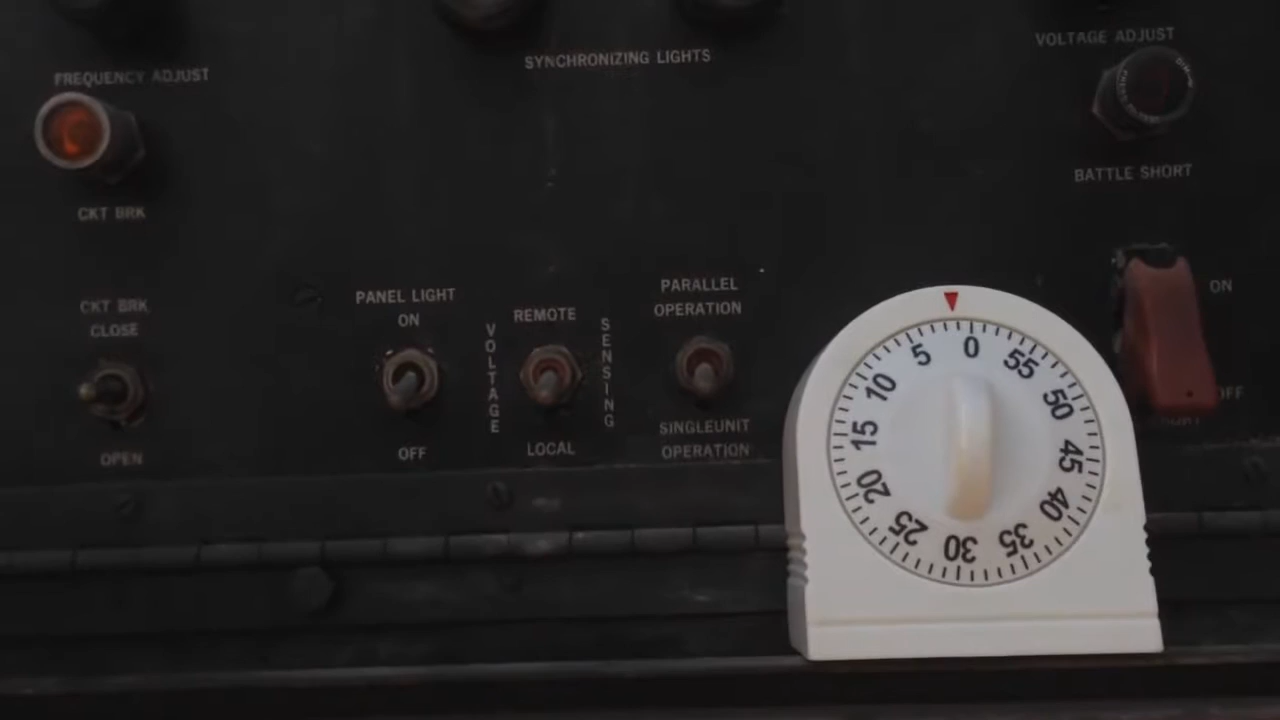 FREQUENCY ADJUST
SYNCHRONIZING LIGHTS
VOLTAGE ADJUST
CKT BRK
BATTLE SHORT
CKT BRK
CLOSE
OPEN
PANEL LIGHT
ON
OFF
VOLTAGE
REMOTE
LOCAL
SENSING
PARALLEL
OPERATION
SINGLEUNIT
OPERATION
ON
OFF
0
55
50
45
40
35
30
25
20
15
10
5